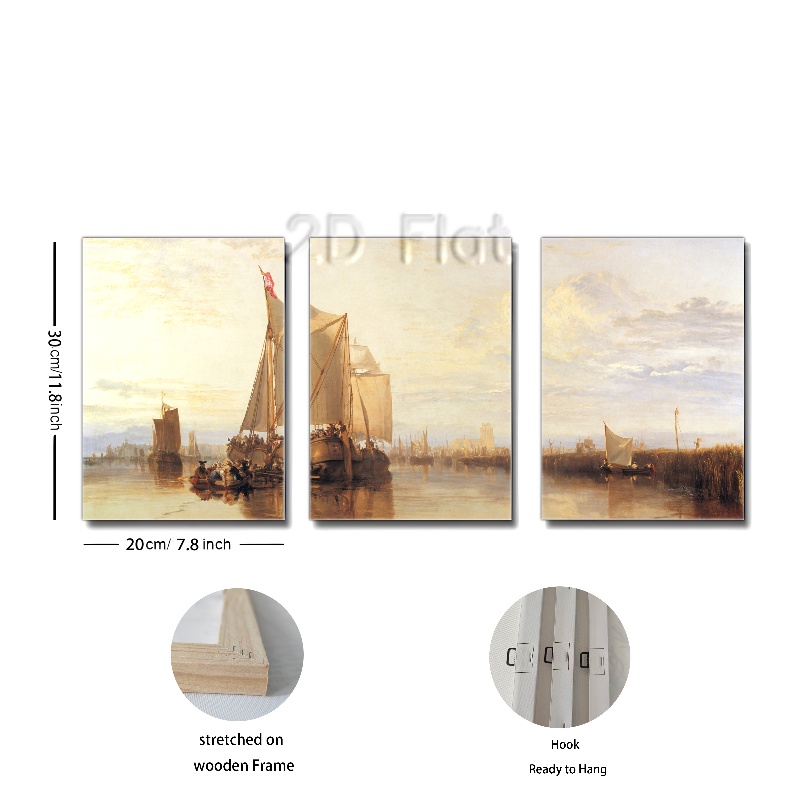 2D Flat
30cm/11.8inch
20cm/ 7.8 inch
stretched on
wooden Frame
Hook
Ready to Hang